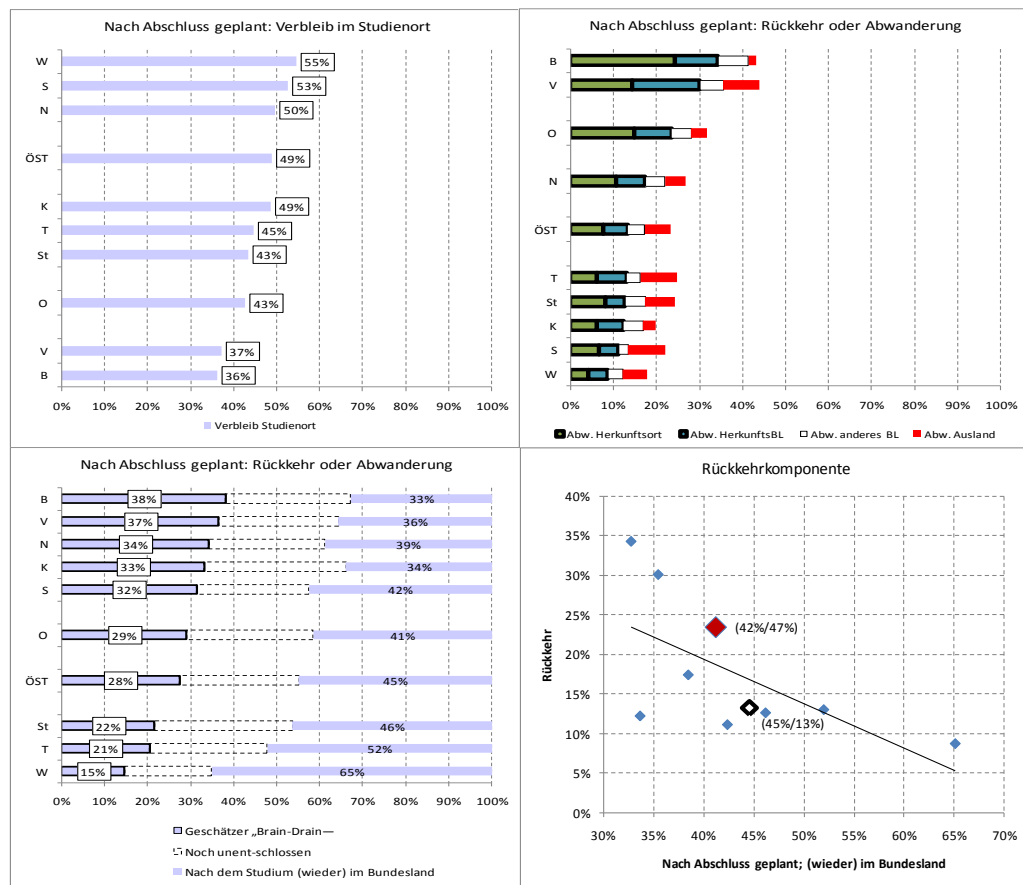 Nach Abschluss geplant: Verbleib im Studienort
W 55%
S 53%
N 50%
ÖST 49%
K 49%
T 45%
St 43%
O 43%
V 37%
B 36%
0% 10% 20% 30% 40% 50% 60% 70% 80% 90% 100%
Verbleib Studienort
Nach Abschluss geplant: Rückkehr oder Abwanderung
B
V
O
N
ÖST
T
St
K
S
W
0% 10% 20% 30% 40% 50% 60% 70% 80% 90% 100%
Abw. Herkunftsort Abw. HerkunftsBL Abw. anderes BL Abw. Ausland
Nach Abschluss geplant: Rückkehr oder Abwanderung
B 38% 33%
V 37% 36%
N 34% 39%
K 33% 34%
S 32% 42%
O 29% 41%
ÖST 28% 45%
St 22% 46%
T 21% 52%
W 15% 65%
0% 10% 20% 30% 40% 50% 60% 70% 80% 90% 100%
Geschätzer „Brain-Drain—
Noch unent-schlossen
Nach dem Studium (wieder) im Bundesland
Rückkehrkomponente
40%
35%
30%
25%
20%
15%
10%
5%
0%
Rückkehr
(42%/47%)
(45%/13%)
30% 35% 40% 45% 50% 55% 60% 65% 70%
Nach Abschluss geplant; (wieder) im Bundesland